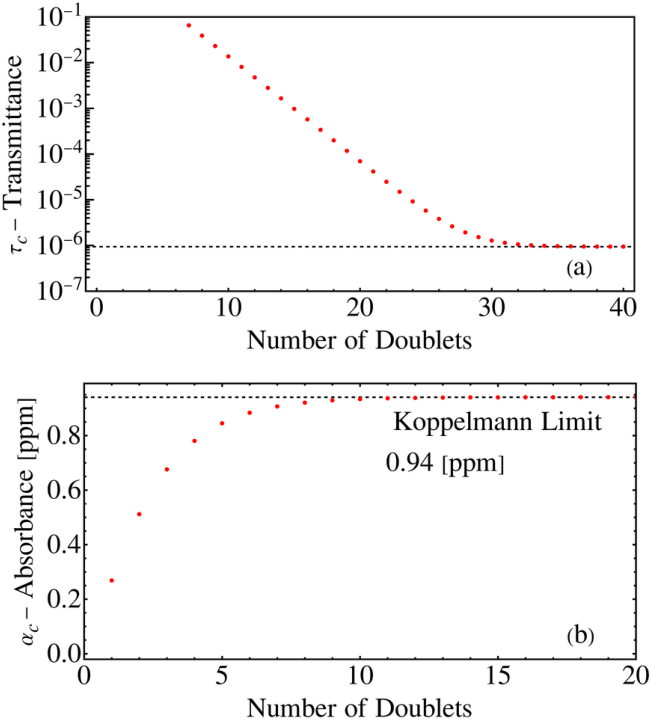 10⁻¹
10⁻²
10⁻³
10⁻⁴
10⁻⁵
10⁻⁶
10⁻⁷
τc – Transmittance
(a)
0 10 20 30 40
Number of Doublets
0.8
0.6
0.4
0.2
0.0
αc – Absorbance [ppm]
Koppelmann Limit
0.94 [ppm]
(b)
0 5 10 15 20
Number of Doublets